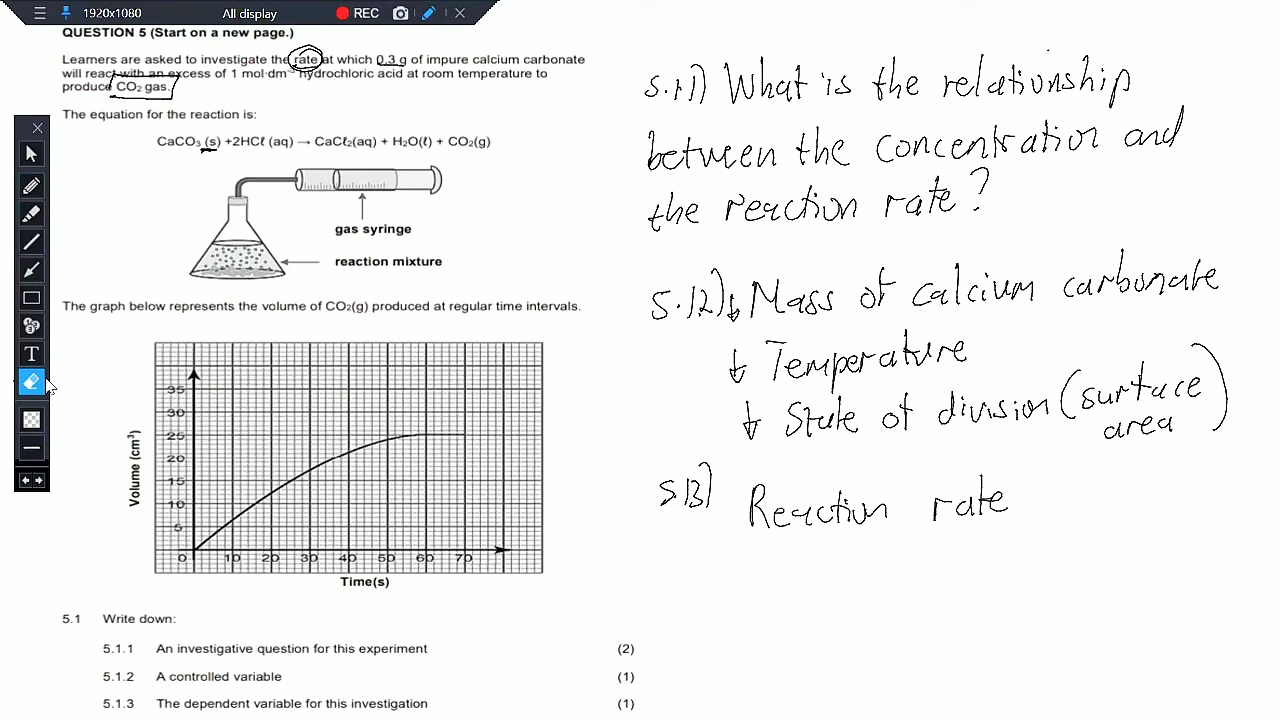 1920x1080 All display REC
QUESTION 5 (Start on a new page.)
Learners are asked to investigate the rate at which 0,3 g of impure calcium carbonate
will react with an excess of 1 mol·dm⁻³ hydrochloric acid at room temperature to
produce CO₂ gas.
The equation for the reaction is:
CaCO₃ (s) +2HCℓ (aq) → CaCℓ₂(aq) + H₂O(ℓ) + CO₂(g)
gas syringe
reaction mixture
The graph below represents the volume of CO₂(g) produced at regular time intervals.
Volume (cm³)
35
30
25
20
15
10
5
0 10 20 30 40 50 60 70
Time(s)
5.1 Write down:
5.1.1 An investigative question for this experiment (2)
5.1.2 A controlled variable (1)
5.1.3 The dependent variable for this investigation (1)
5.1.1) What is the relationship
between the concentration and
the reaction rate?
5.1.2) ↓ Mass of calcium carbonate
↓ Temperature
↓ State of division (surface
area)
5.1.3) Reaction rate
T